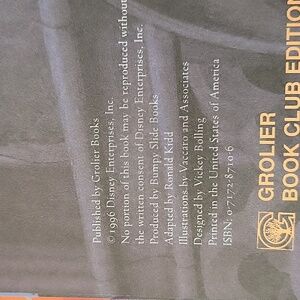 Published by Grolier Books
© 1996 Disney Enterprises, Inc.
No portion of this book may be reproduced without
the written consent of Disney Enterprises, Inc.
Produced by Bumpy Slide Books
Adapted by Ronald Kidd
Illustrations by Vaccaro and Associates
Designed by Vickey Bolling
Printed in the United States of America
ISBN: 0-7172-8710-6
GROLIER
BOOK CLUB EDITION